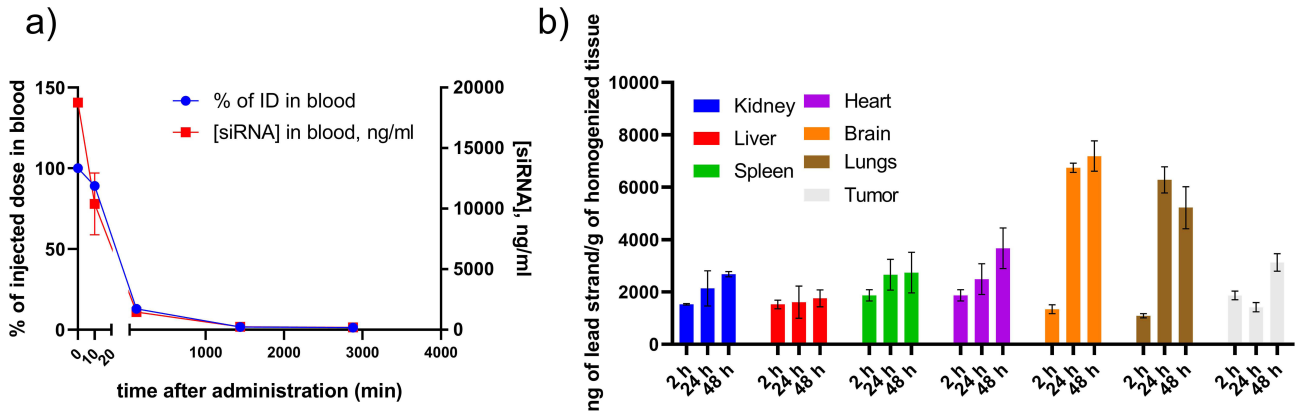 a)
% of injected dose in blood
150
100
50
0
% of ID in blood
[siRNA] in blood, ng/ml
20000
15000
10000
5000
0
[siRNA], ng/ml
0 10 20 1000 2000 3000 4000
time after administration (min)
b)
ng of lead strand/g of homogenized tissue
10000
8000
6000
4000
2000
0
Kidney
Liver
Spleen
Heart
Brain
Lungs
Tumor
2 h 24 h 48 h 2 h 24 h 48 h 2 h 24 h 48 h 2 h 24 h 48 h 2 h 24 h 48 h 2 h 24 h 48 h 2 h 24 h 48 h